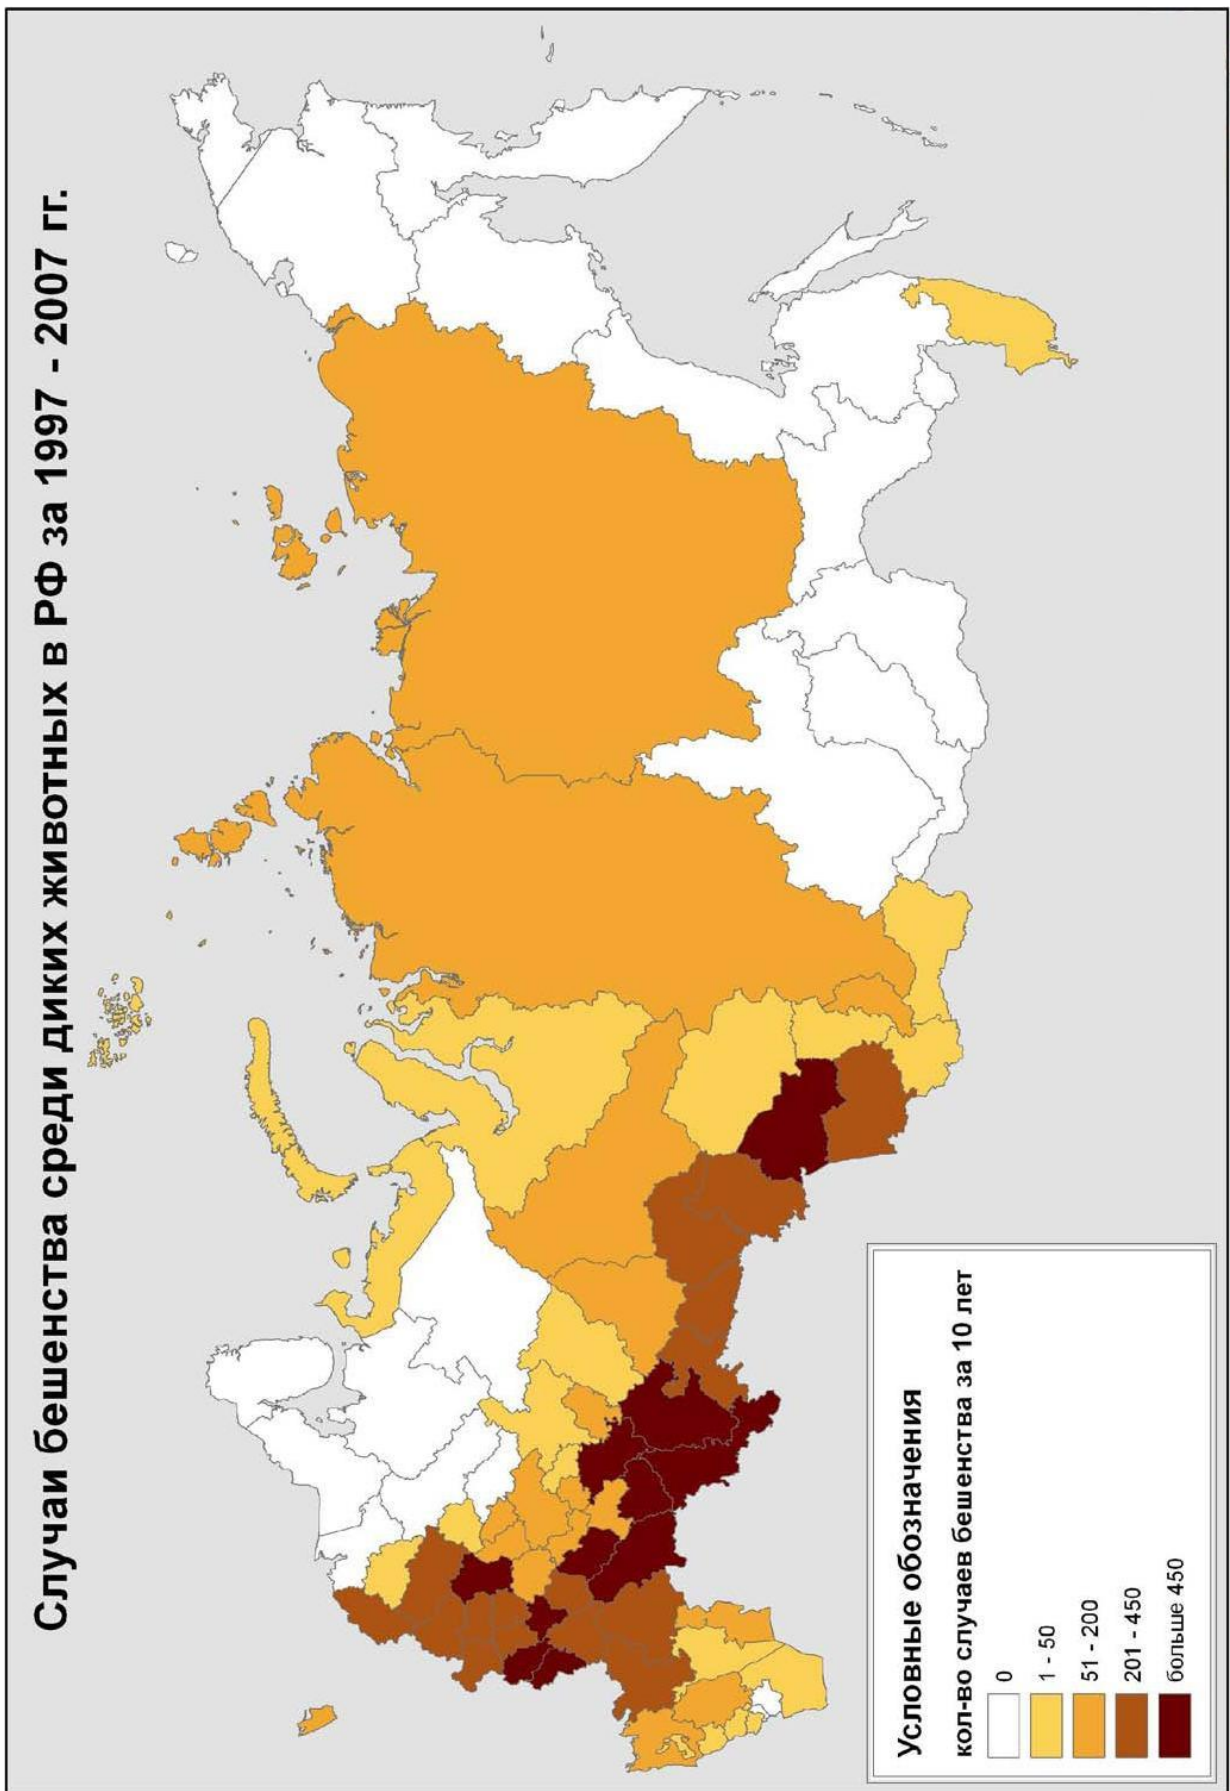 Случаи бешенства среди диких животных в РФ за 1997 - 2007 гг.
Условные обозначения
кол-во случаев бешенства за 10 лет
0
1 - 50
51 - 200
201 - 450
больше 450